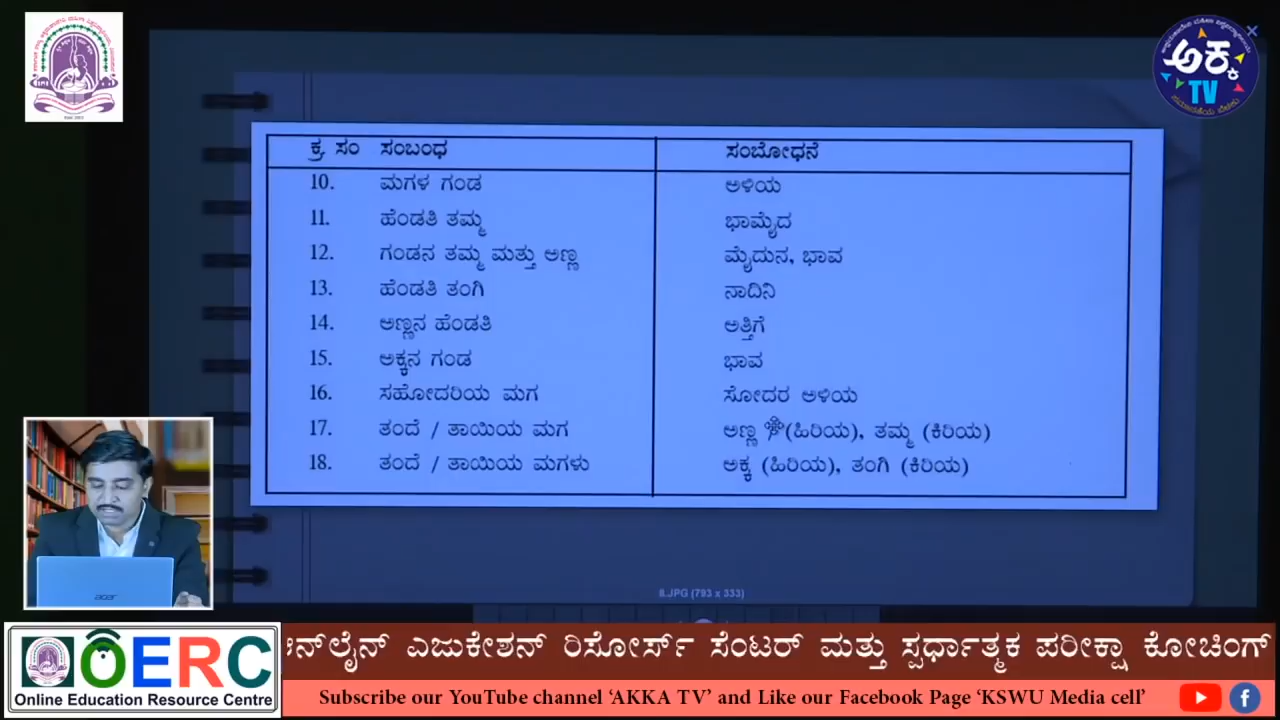 ಅಕ್ಕ
TV
ಕ್ರ. ಸಂ ಸಂಬಂಧ ಸಂಬೋಧನೆ
10. ಮಗಳ ಗಂಡ ಅಳಿಯ
11. ಹೆಂಡತಿ ತಮ್ಮ ಭಾಮೈದ
12. ಗಂಡನ ತಮ್ಮ ಮತ್ತು ಅಣ್ಣ ಮೈದುನ, ಭಾವ
13. ಹೆಂಡತಿ ತಂಗಿ ನಾದಿನಿ
14. ಅಣ್ಣನ ಹೆಂಡತಿ ಅತ್ತಿಗೆ
15. ಅಕ್ಕನ ಗಂಡ ಭಾವ
16. ಸಹೋದರಿಯ ಮಗ ಸೋದರ ಅಳಿಯ
17. ತಂದೆ / ತಾಯಿಯ ಮಗ ಅಣ್ಣ (ಹಿರಿಯ), ತಮ್ಮ (ಕಿರಿಯ)
18. ತಂದೆ / ತಾಯಿಯ ಮಗಳು ಅಕ್ಕ (ಹಿರಿಯ), ತಂಗಿ (ಕಿರಿಯ)
8.JPG (793 x 333)
acer
OERC
Online Education Resource Centre
ಎಜುಕೇಶನ್ ರಿಸೋರ್ಸ್ ಸೆಂಟರ್ ಮತ್ತು ಸ್ಪರ್ಧಾತ್ಮಕ ಪರೀಕ್ಷಾ ಕೋಚಿಂಗ್
Subscribe our YouTube channel ‘AKKA TV’ and Like our Facebook Page ‘KSWU Media cell’